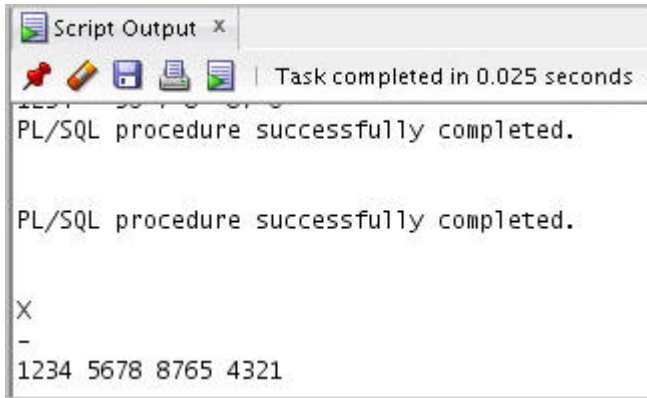 Script Output x
Task completed in 0.025 seconds
PL/SQL procedure successfully completed.
PL/SQL procedure successfully completed.
X
-
1234 5678 8765 4321